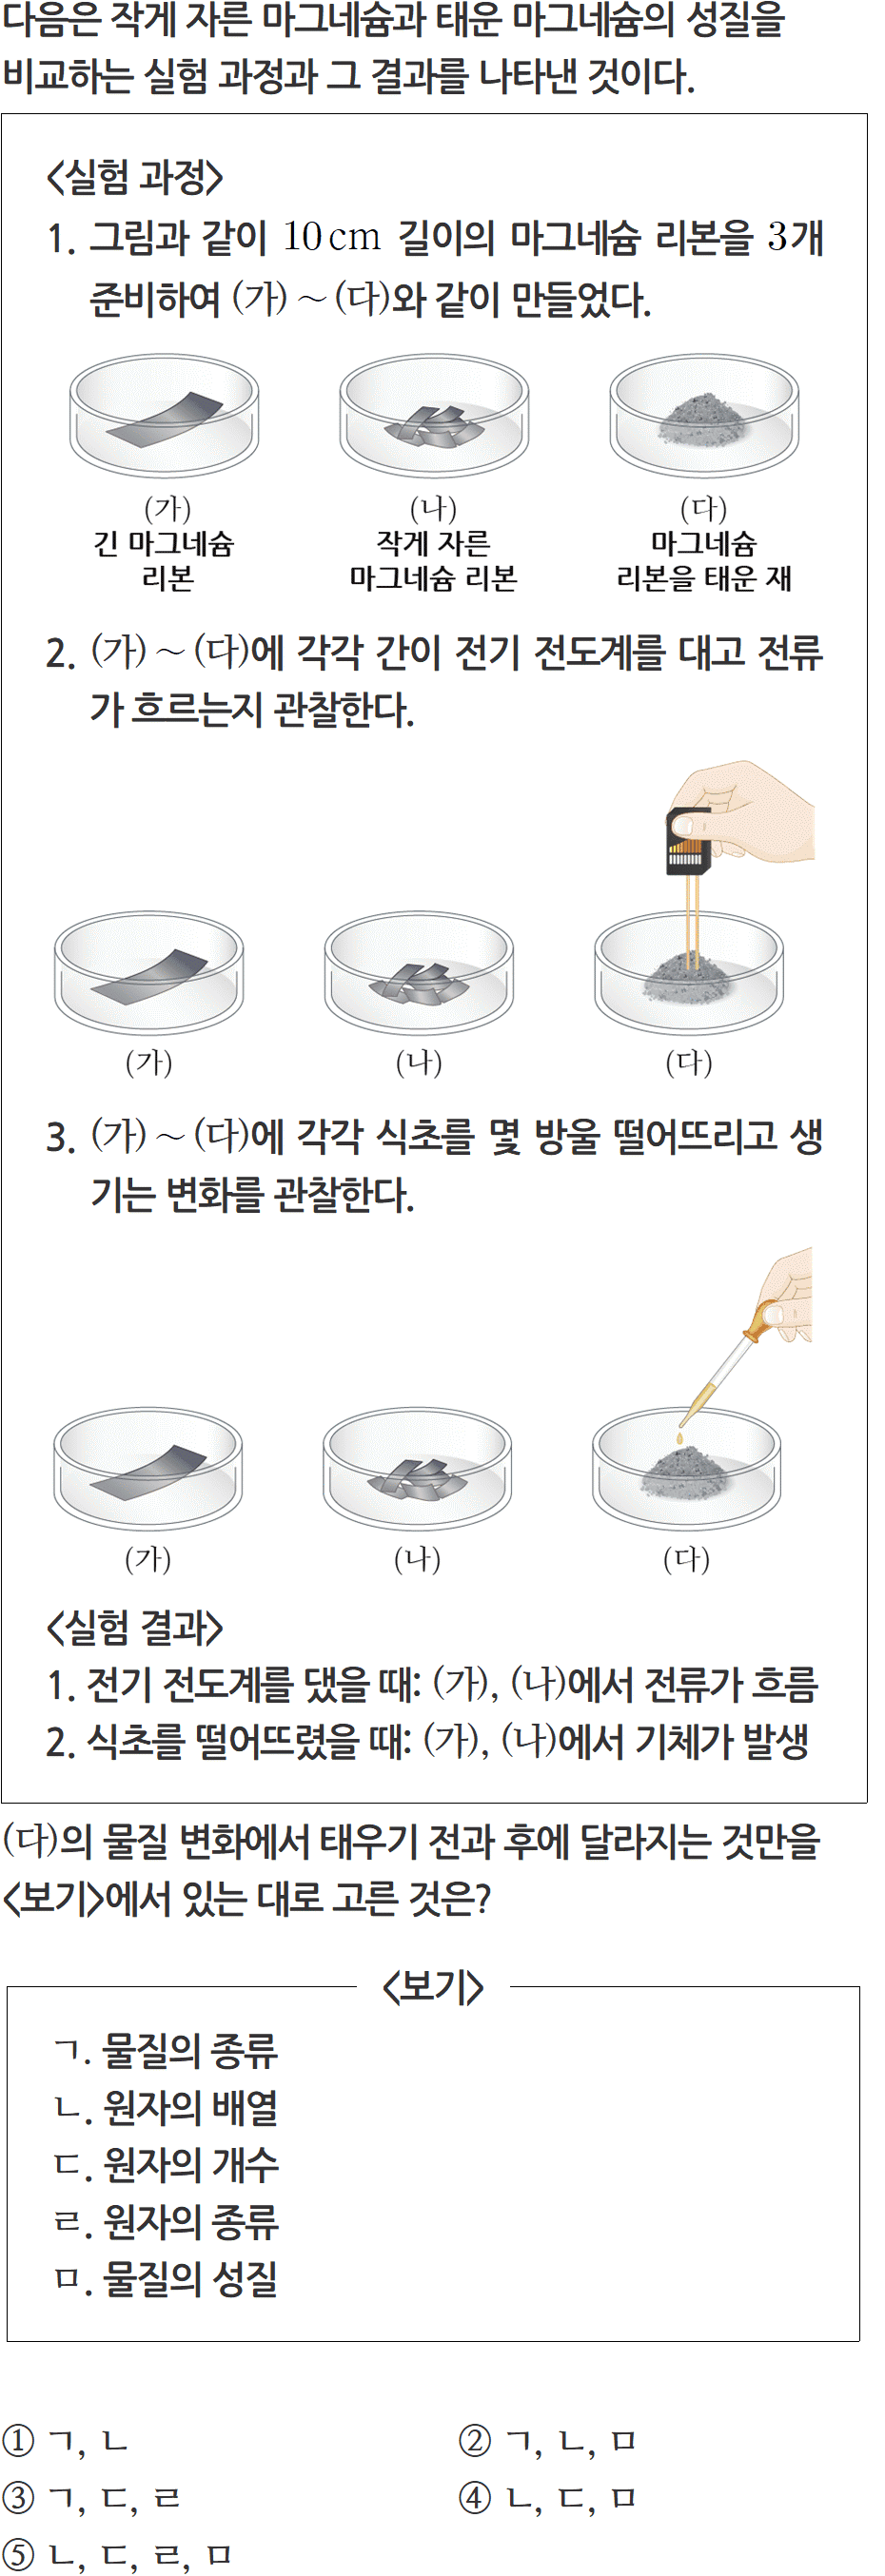 다음은 작게 자른 마그네슘과 태운 마그네슘의 성질을
비교하는 실험 과정과 그 결과를 나타낸 것이다.
<실험 과정>
1. 그림과 같이 10cm 길이의 마그네슘 리본을 3개
준비하여 (가)~(다)와 같이 만들었다.
(가) (나) (다)
긴 마그네슘 작게 자른 마그네슘
리본 마그네슘 리본 리본을 태운 재
2. (가)~(다)에 각각 간이 전기 전도계를 대고 전류
가 흐르는지 관찰한다.
(가) (나) (다)
3. (가)~(다)에 각각 식초를 몇 방울 떨어뜨리고 생
기는 변화를 관찰한다.
(가) (나) (다)
<실험 결과>
1. 전기 전도계를 댔을 때: (가), (나)에서 전류가 흐름
2. 식초를 떨어뜨렸을 때: (가), (나)에서 기체가 발생
(다)의 물질 변화에서 태우기 전과 후에 달라지는 것만을
<보기>에서 있는 대로 고른 것은?
<보기>
ㄱ. 물질의 종류
ㄴ. 원자의 배열
ㄷ. 원자의 개수
ㄹ. 원자의 종류
ㅁ. 물질의 성질
① ㄱ, ㄴ ② ㄱ, ㄴ, ㅁ
③ ㄱ, ㄷ, ㄹ ④ ㄴ, ㄷ, ㅁ
⑤ ㄴ, ㄷ, ㄹ, ㅁ